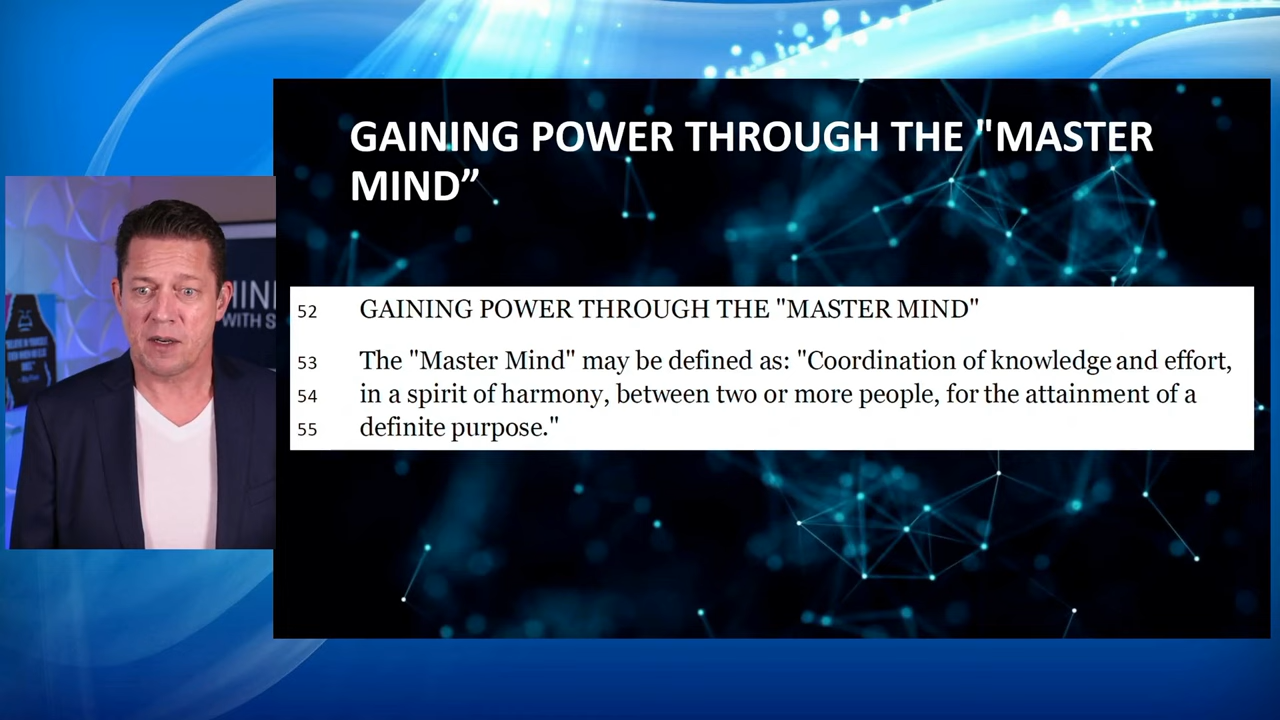 GAINING POWER THROUGH THE "MASTER
MIND”
52 GAINING POWER THROUGH THE "MASTER MIND"
53 The "Master Mind" may be defined as: "Coordination of knowledge and effort,
54 in a spirit of harmony, between two or more people, for the attainment of a
55 definite purpose."
WITH S